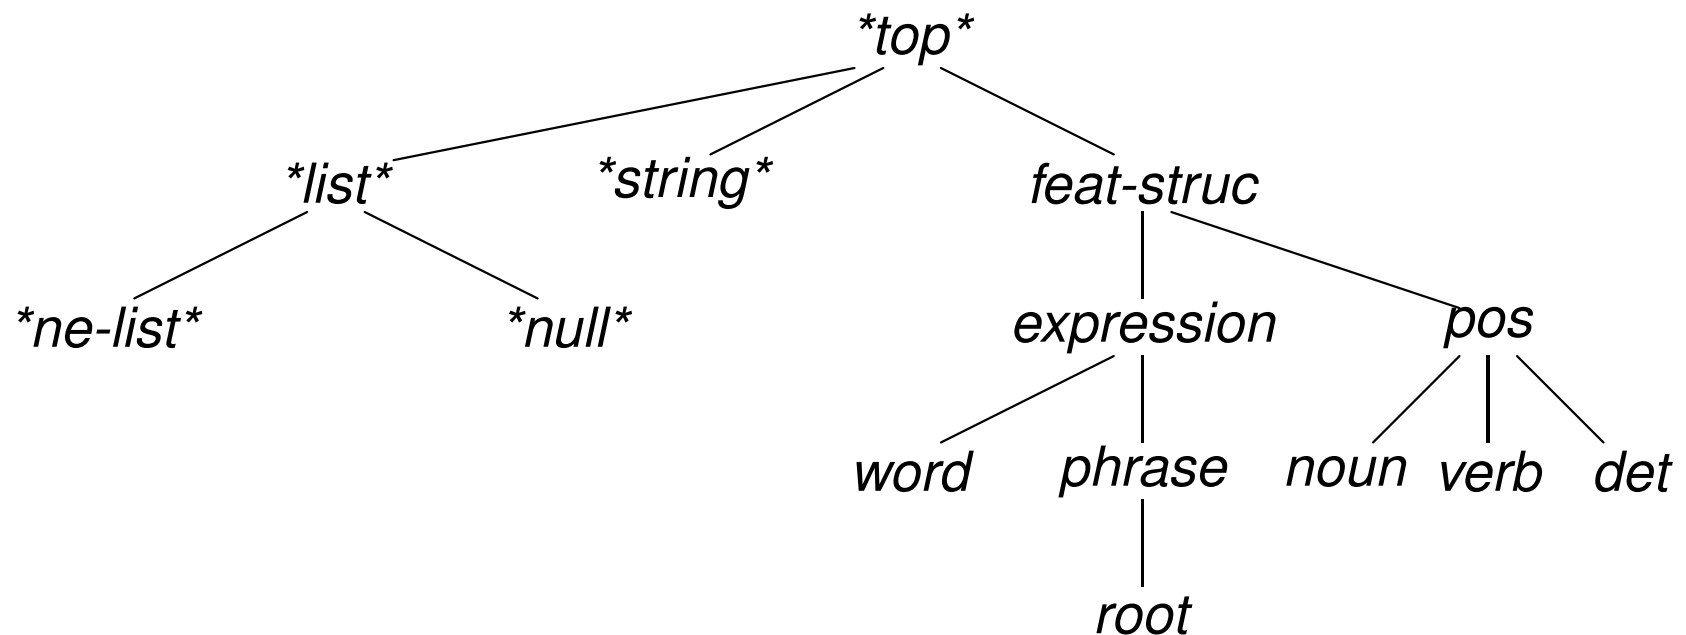 *top*
*list* *string* feat-struc
*ne-list* *null* expression pos
word phrase noun verb det
root